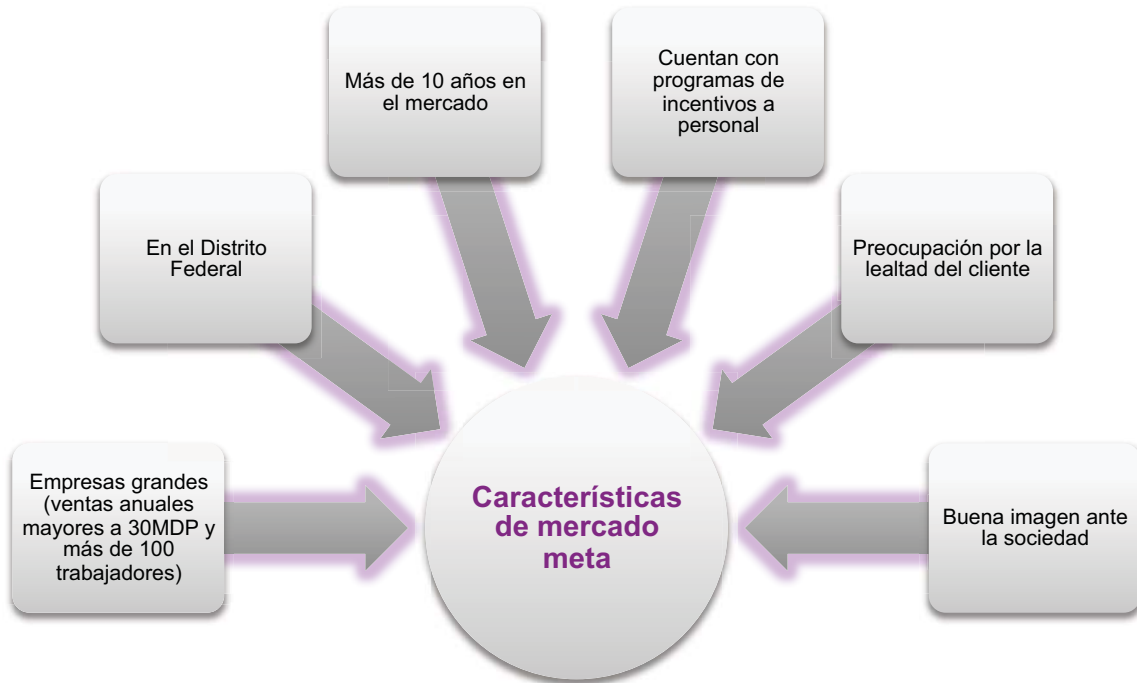 Más de 10 años en
el mercado
Cuentan con
programas de
incentivos a
personal
En el Distrito
Federal
Preocupación por la
lealtad del cliente
Empresas grandes
(ventas anuales
mayores a 30MDP y
más de 100
trabajadores)
Características
de mercado
meta
Buena imagen ante
la sociedad